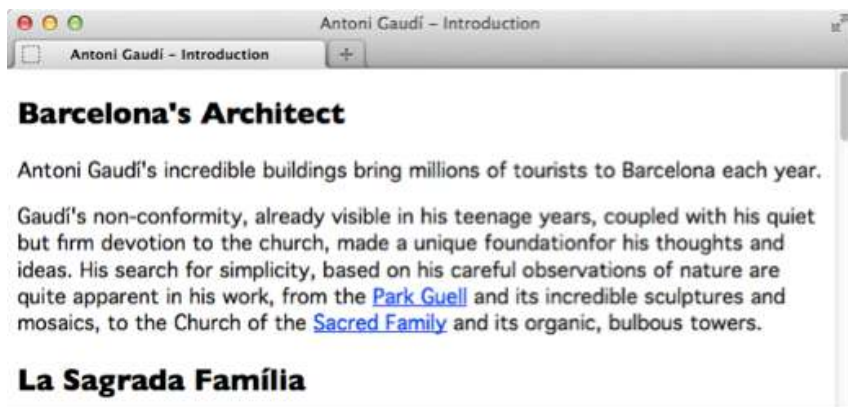 Antoni Gaudí – Introduction
Antoni Gaudí – Introduction
Barcelona's Architect
Antoni Gaudí's incredible buildings bring millions of tourists to Barcelona each year.
Gaudí's non-conformity, already visible in his teenage years, coupled with his quiet
but firm devotion to the church, made a unique foundationfor his thoughts and
ideas. His search for simplicity, based on his careful observations of nature are
quite apparent in his work, from the Park Guell and its incredible sculptures and
mosaics, to the Church of the Sacred Family and its organic, bulbous towers.
La Sagrada Família